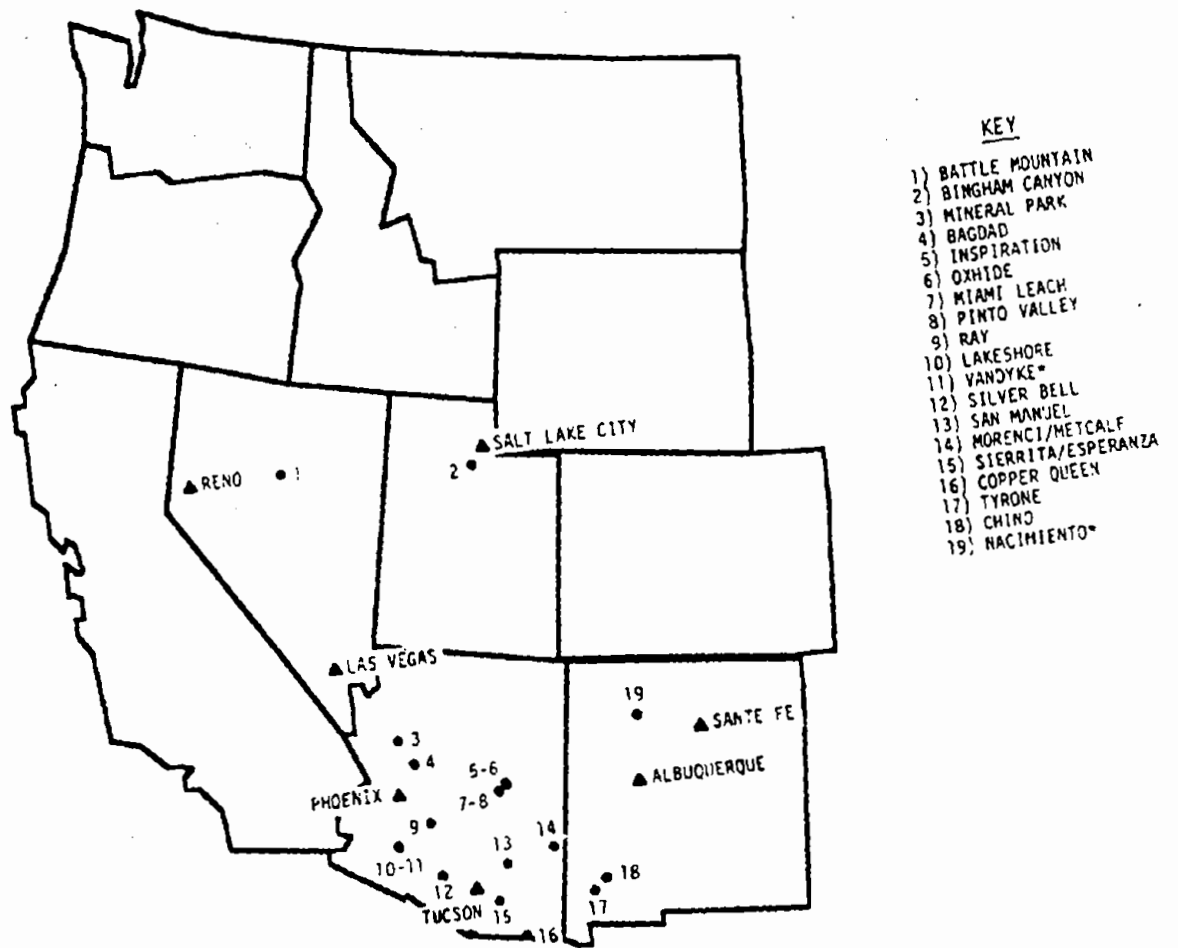 KEY
1) BATTLE MOUNTAIN
2) BINGHAM CANYON
3) MINERAL PARK
4) BAGDAD
5) INSPIRATION
6) OXHIDE
7) MIAMI LEACH
8) PINTO VALLEY
9) RAY
10) LAKESHORE
11) VANDYKE*
12) SILVER BELL
13) SAN MANUEL
14) MORENCI/METCALF
15) SIERRITA/ESPERANZA
16) COPPER QUEEN
17) TYRONE
18) CHINO
19) NACIMIENTO*
SALT LAKE CITY
2
RENO
1
LAS VEGAS
19
SANTE FE
3
4
5-6
ALBUQUERQUE
PHOENIX
7-8
9
14
13
10-11
18
12
17
TUCSON
15
16